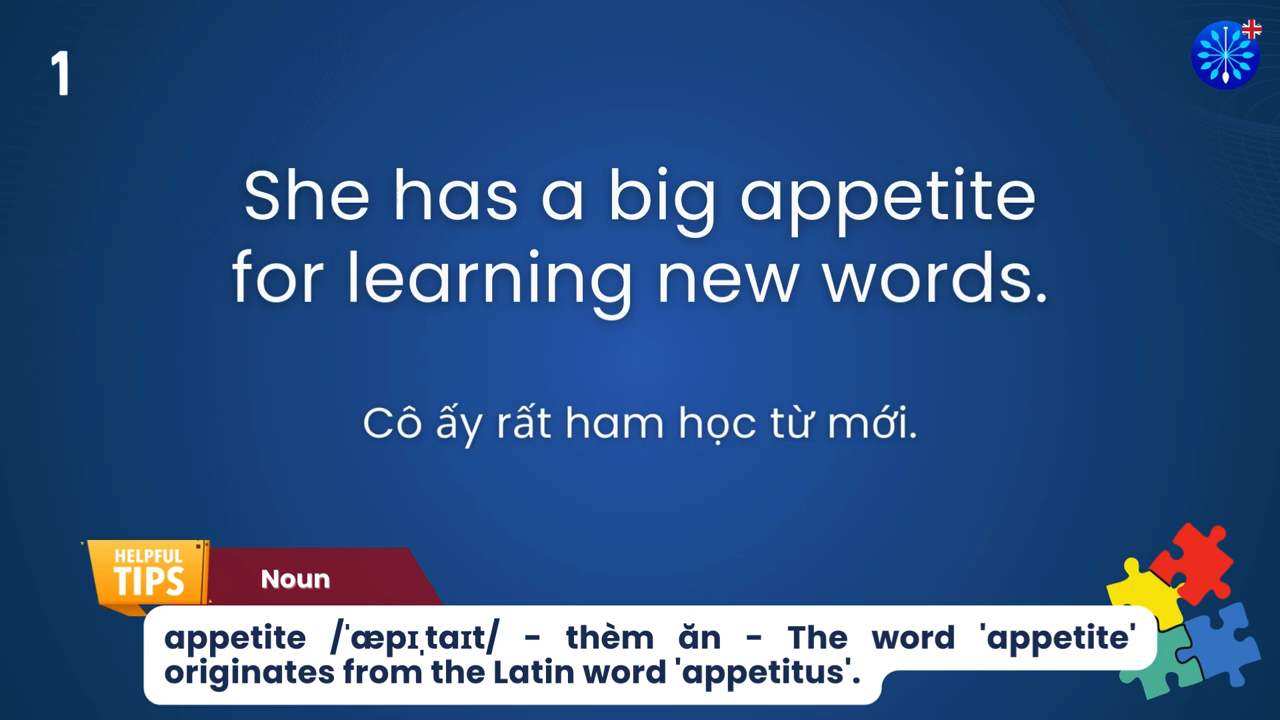 1
She has a big appetite
for learning new words.
Cô ấy rất ham học từ mới.
HELPFUL
TIPS
Noun
appetite /ˈæpɪˌtaɪt/ - thèm ăn - The word 'appetite'
originates from the Latin word 'appetitus'.